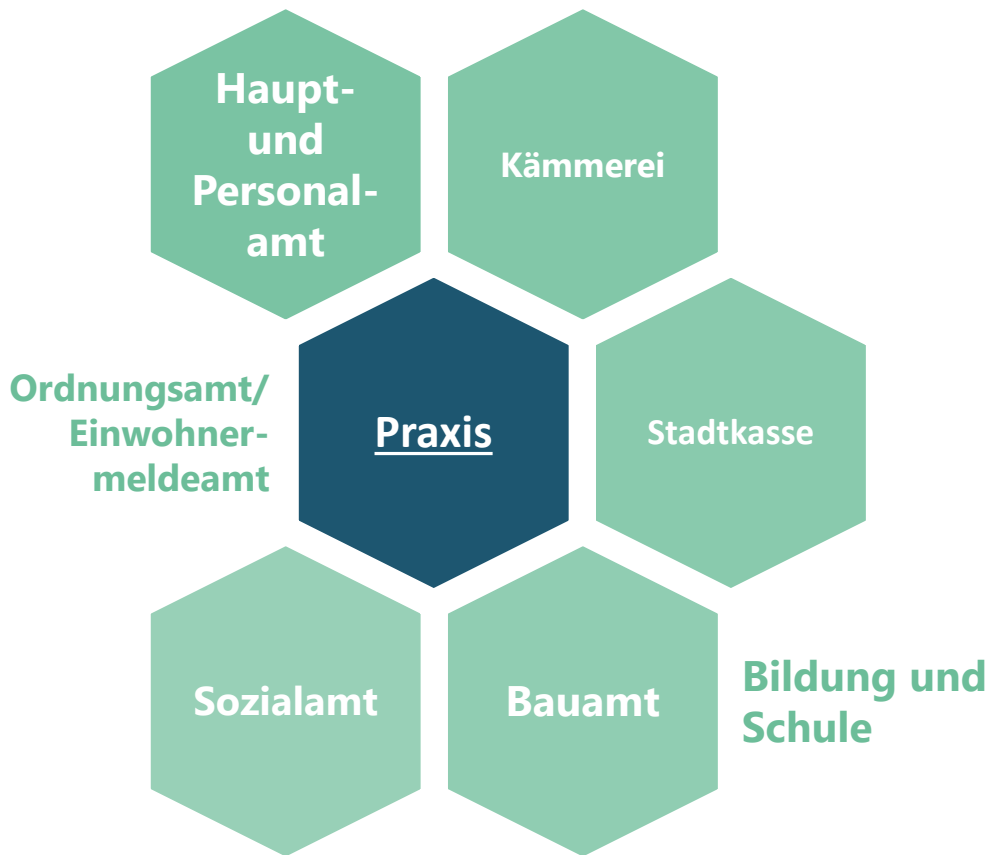 Haupt-
und
Personal-
amt
Kämmerei
Ordnungsamt/
Einwohner-
meldeamt
Praxis
Stadtkasse
Sozialamt
Bauamt
Bildung und
Schule